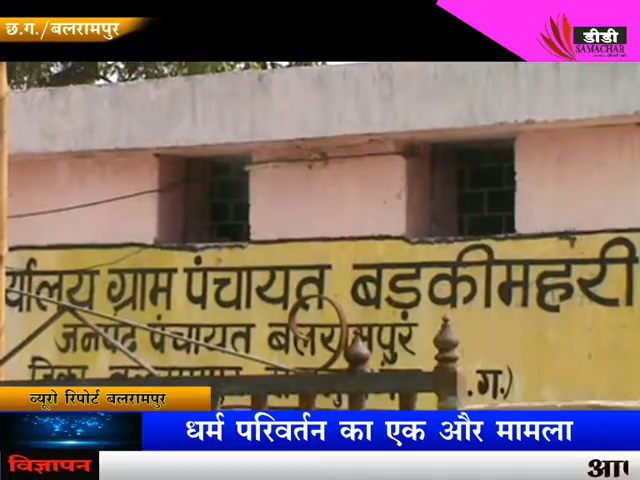 छ.ग./बलरामपुर
डीडी
SAMACHAR
र्यालय ग्राम पंचायत बड़कीमहरी
जनपद पंचायत बलरामपुर
जिला
.ग.)
ब्यूरो रिपोर्ट बलरामपुर
धर्म परिवर्तन का एक और मामला
विज्ञापन